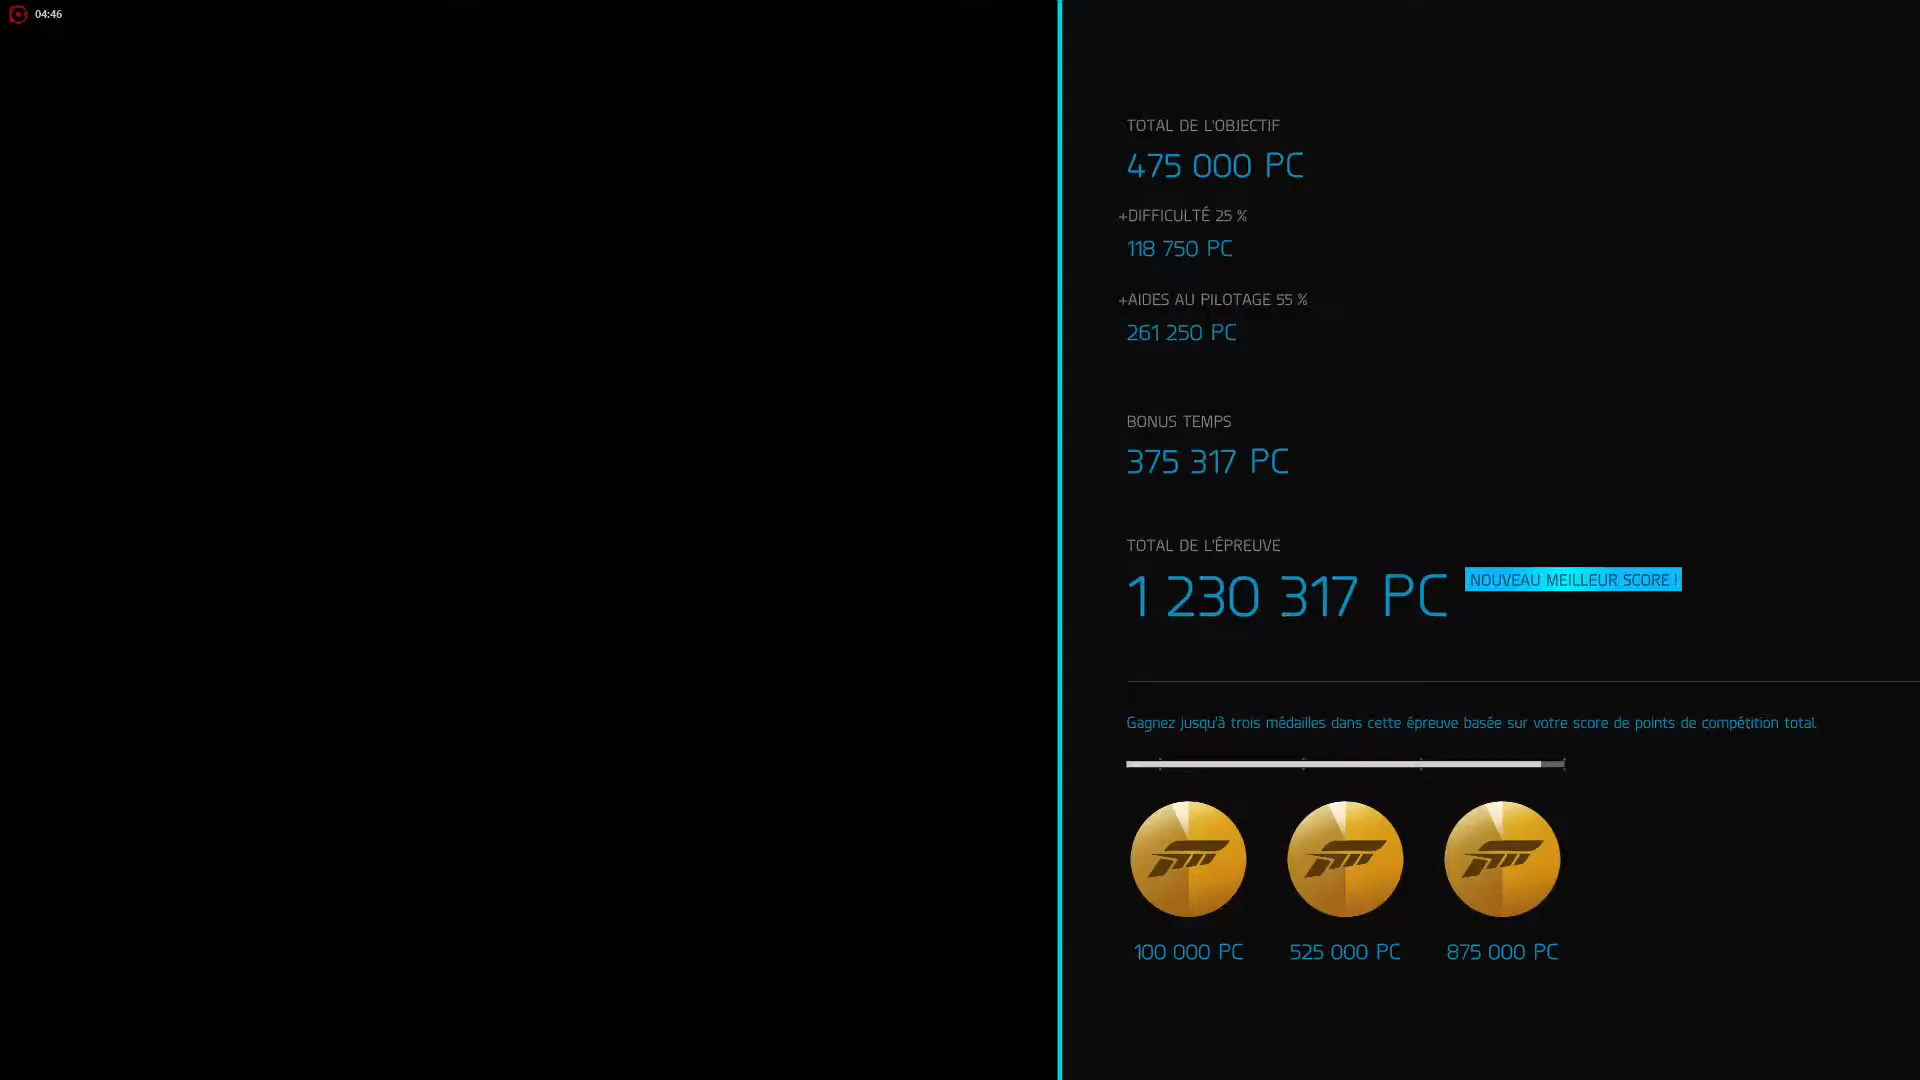 04:46
TOTAL DE L'OBJECTIF
475 000 PC
+DIFFICULTÉ 25 %
118 750 PC
+AIDES AU PILOTAGE 55 %
261 250 PC
BONUS TEMPS
375 317 PC
TOTAL DE L'ÉPREUVE
1 230 317 PC
NOUVEAU MEILLEUR SCORE !
Gagnez jusqu'à trois médailles dans cette épreuve basée sur votre score de points de compétition total.
100 000 PC
525 000 PC
875 000 PC